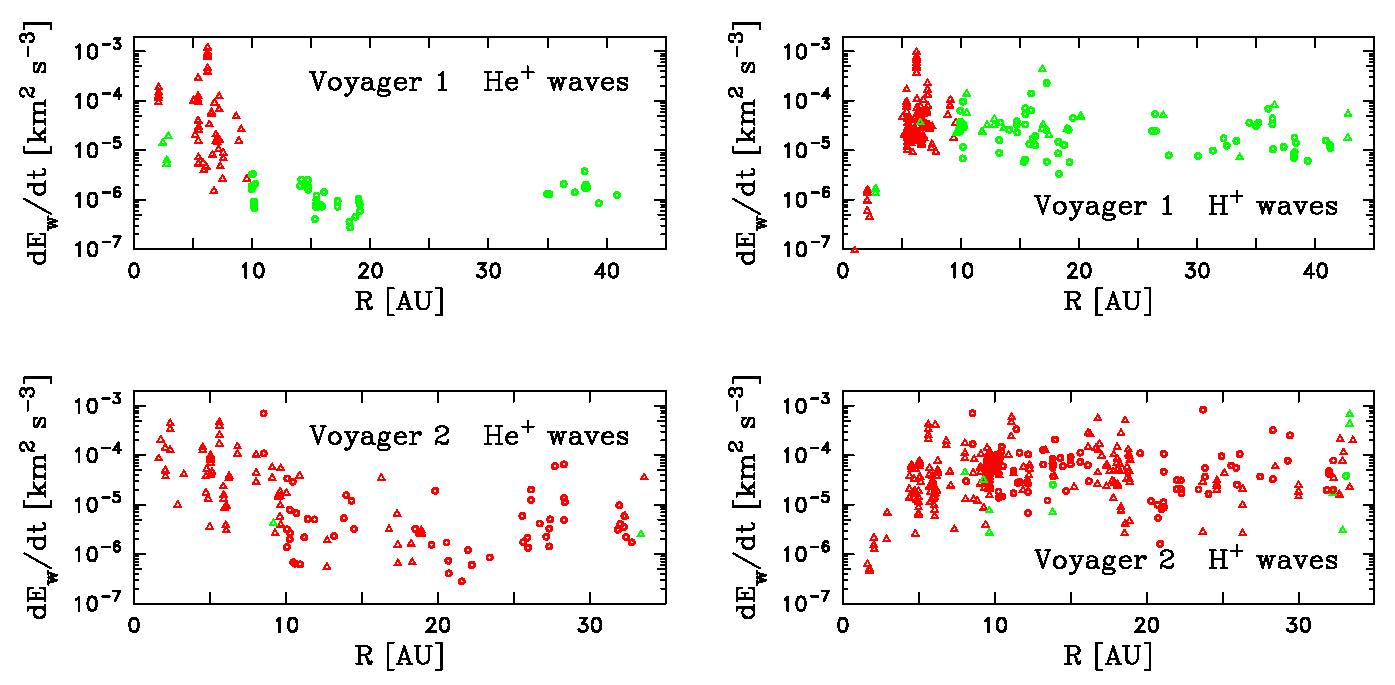 dE_w/dt [km² s⁻³]
10⁻³
10⁻⁴
10⁻⁵
10⁻⁶
10⁻⁷
Voyager 1 He⁺ waves
0 10 20 30 40
R [AU]
dE_w/dt [km² s⁻³]
10⁻³
10⁻⁴
10⁻⁵
10⁻⁶
10⁻⁷
Voyager 1 H⁺ waves
0 10 20 30 40
R [AU]
dE_w/dt [km² s⁻³]
10⁻³
10⁻⁴
10⁻⁵
10⁻⁶
10⁻⁷
Voyager 2 He⁺ waves
0 10 20 30
R [AU]
dE_w/dt [km² s⁻³]
10⁻³
10⁻⁴
10⁻⁵
10⁻⁶
10⁻⁷
Voyager 2 H⁺ waves
0 10 20 30
R [AU]